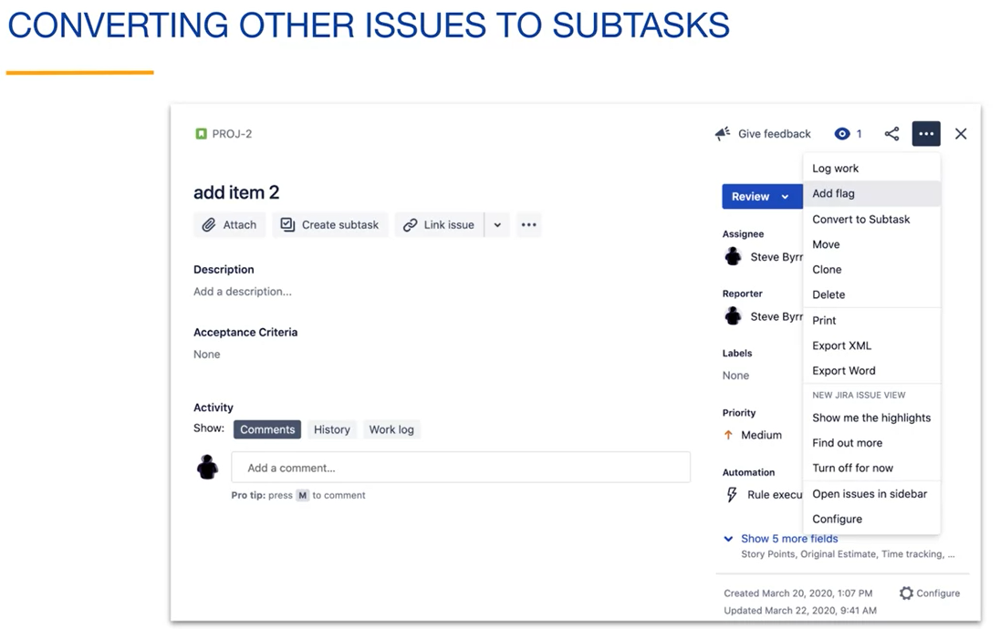 CONVERTING OTHER ISSUES TO SUBTASKS
PROJ-2
Give feedback
1
add item 2
Attach
Create subtask
Link issue
Description
Add a description...
Acceptance Criteria
None
Activity
Show:
Comments
History
Work log
Add a comment...
Pro tip: press M to comment
Review
Assignee
Steve Byrr
Reporter
Steve Byrr
Labels
None
Priority
Medium
Automation
Rule execu
Show 5 more fields
Story Points, Original Estimate, Time tracking, ...
Created March 20, 2020, 1:07 PM
Updated March 22, 2020, 9:41 AM
Configure
Log work
Add flag
Convert to Subtask
Move
Clone
Delete
Print
Export XML
Export Word
NEW JIRA ISSUE VIEW
Show me the highlights
Find out more
Turn off for now
Open issues in sidebar
Configure